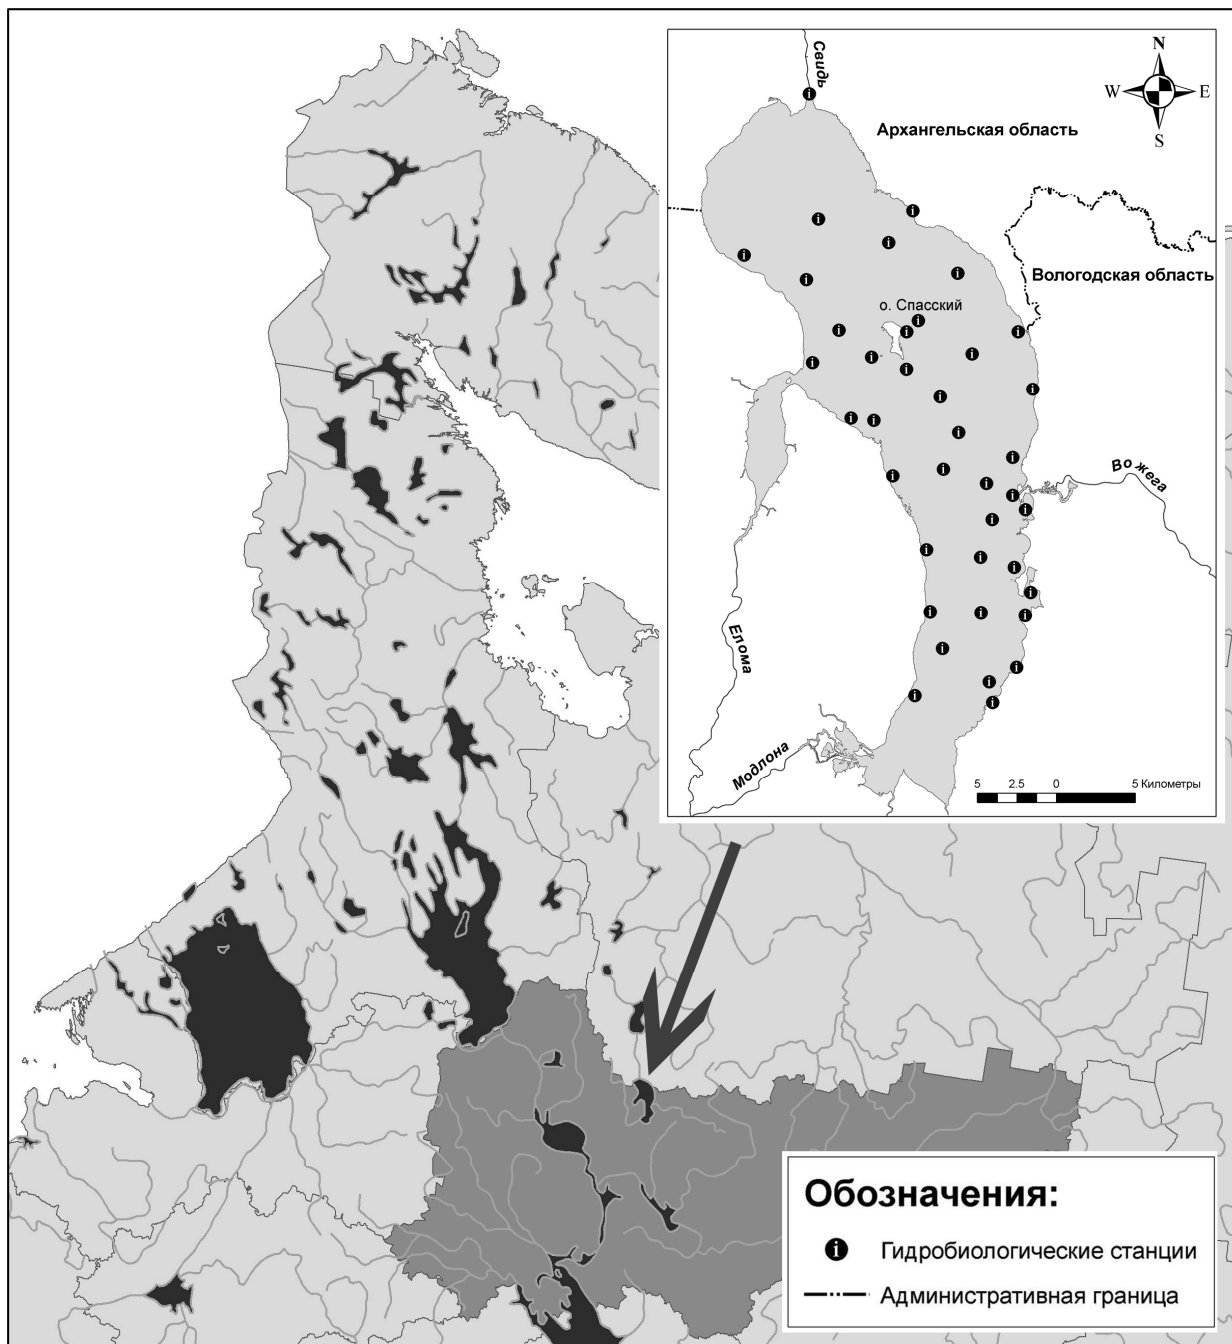 Свидь
N
W E
S
Архангельская область
Вологодская область
о. Спасский
Вожега
Елома
Модлона
5 2.5 0 5 Километры
Обозначения:
Гидробиологические станции
Административная граница